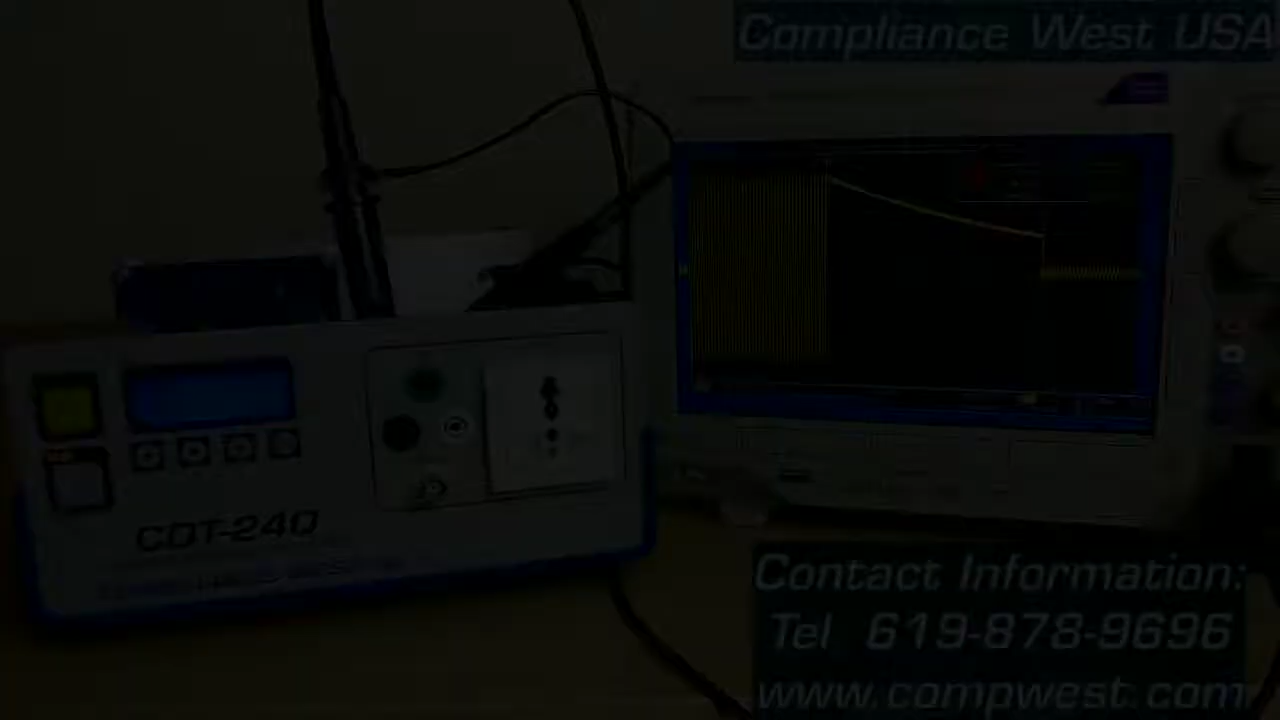 Compliance West USA
CDT-240
Contact Information:
Tel 619-878-9696
www.compwest.com